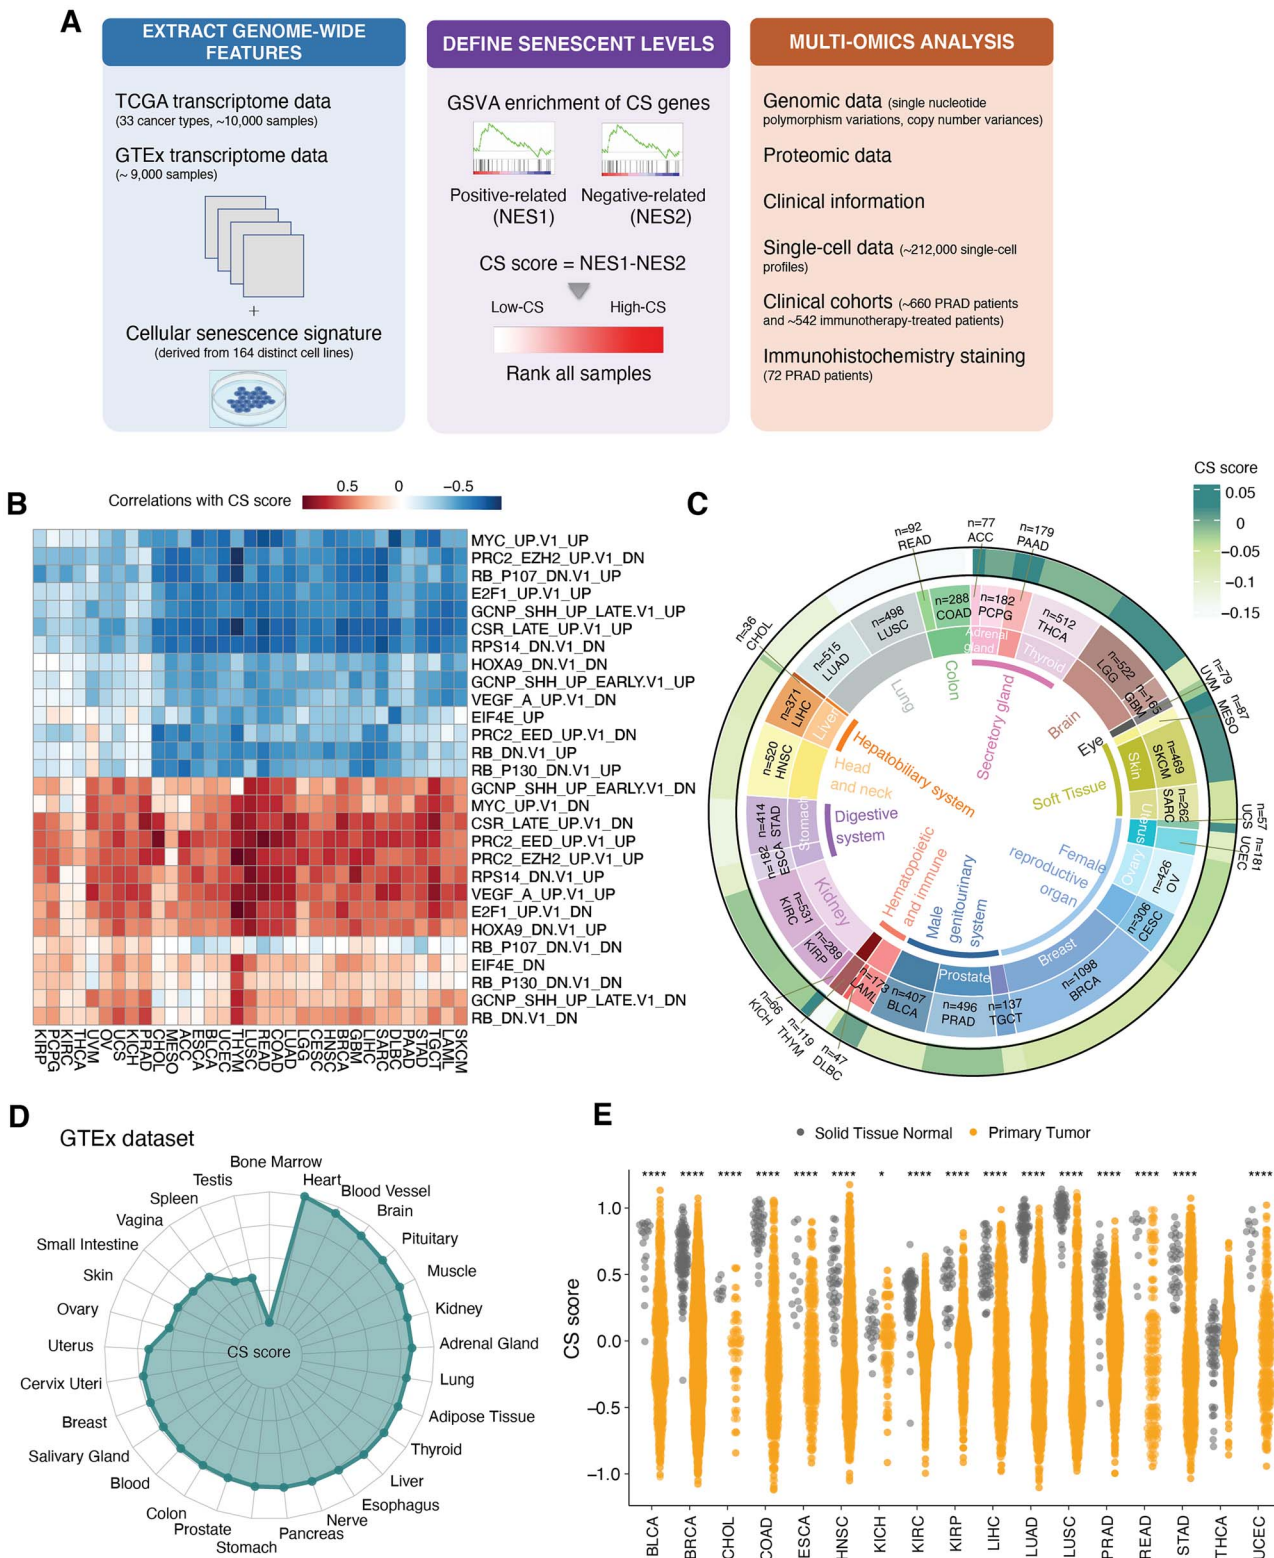 A
EXTRACT GENOME-WIDE
FEATURES
TCGA transcriptome data
(33 cancer types, ~10,000 samples)
GTEx transcriptome data
(~ 9,000 samples)
+
Cellular senescence signature
(derived from 164 distinct cell lines)
DEFINE SENESCENT LEVELS
GSVA enrichment of CS genes
Positive-related Negative-related
(NES1) (NES2)
CS score = NES1-NES2
Low-CS High-CS
Rank all samples
MULTI-OMICS ANALYSIS
Genomic data (single nucleotide
polymorphism variations, copy number variances)
Proteomic data
Clinical information
Single-cell data (~212,000 single-cell
profiles)
Clinical cohorts (~660 PRAD patients
and ~542 immunotherapy-treated patients)
Immunohistochemistry staining
(72 PRAD patients)
B
Correlations with CS score
0.5 0 −0.5
MYC_UP.V1_UP
PRC2_EZH2_UP.V1_DN
RB_P107_DN.V1_UP
E2F1_UP.V1_UP
GCNP_SHH_UP_LATE.V1_UP
CSR_LATE_UP.V1_UP
RPS14_DN.V1_DN
HOXA9_DN.V1_DN
GCNP_SHH_UP_EARLY.V1_UP
VEGF_A_UP.V1_DN
EIF4E_UP
PRC2_EED_UP.V1_DN
RB_DN.V1_UP
RB_P130_DN.V1_UP
GCNP_SHH_UP_EARLY.V1_DN
MYC_UP.V1_DN
CSR_LATE_UP.V1_DN
PRC2_EED_UP.V1_UP
PRC2_EZH2_UP.V1_UP
RPS14_DN.V1_UP
VEGF_A_UP.V1_UP
E2F1_UP.V1_DN
HOXA9_DN.V1_UP
RB_P107_DN.V1_DN
EIF4E_DN
RB_P130_DN.V1_DN
GCNP_SHH_UP_LATE.V1_DN
RB_DN.V1_DN
KIRP
PCPG
KIRC
THCA
UVM
OV
UCS
KICH
PRAD
CHOL
MESO
ACC
ESCA
BLCA
UCEC
THYM
LUSC
READ
COAD
LUAD
LGG
CESC
HNSC
BRCA
GBM
LIHC
SARC
DLBC
PAAD
STAD
TGCT
LAML
SKCM
C
CS score
0.05
0
−0.05
−0.1
−0.15
n=77
ACC
n=182
PCPG
n=179
PAAD
n=512
THCA
n=522
LGG
n=165
GBM
n=79
UVM
n=87
MESO
n=469
SKCM
n=262
SARC
n=57
UCS
n=181
UCEC
n=426
OV
n=306
CESC
n=1098
BRCA
n=137
TGCT
n=496
PRAD
n=407
BLCA
n=173
LAML
n=47
DLBC
n=119
THYM
n=66
KICH
n=289
KIRP
n=531
KIRC
n=182
ESCA
n=414
STAD
n=520
HNSC
n=371
LIHC
n=36
CHOL
n=515
LUAD
n=498
LUSC
n=92
READ
n=288
COAD
Adrenal
gland
Thyroid
Brain
Eye
Skin
Uterus
Ovary
Breast
Prostate
Kidney
Stomach
Liver
Lung
Colon
Secretory gland
Soft Tissue
Female
reproductive
organ
Male
genitourinary
system
Hematopoietic
and immune
Digestive
system
Head
and neck
Hepatobiliary system
D
GTEx dataset
Bone Marrow
Heart
Blood Vessel
Brain
Pituitary
Muscle
Kidney
Adrenal Gland
Lung
Adipose Tissue
Thyroid
Liver
Esophagus
Nerve
Pancreas
Stomach
Prostate
Colon
Blood
Salivary Gland
Breast
Cervix Uteri
Uterus
Ovary
Skin
Small Intestine
Vagina
Spleen
Testis
CS score
E
Solid Tissue Normal Primary Tumor
**** **** **** **** **** **** * **** **** **** **** **** **** **** **** ****
CS score
1.0
0.5
0.0
−0.5
−1.0
BLCA
BRCA
CHOL
COAD
ESCA
HNSC
KICH
KIRC
KIRP
LIHC
LUAD
LUSC
PRAD
READ
STAD
THCA
UCEC